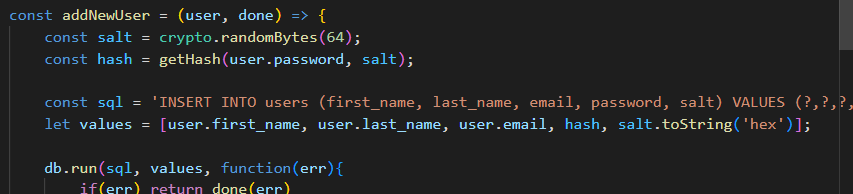 const addNewUser = (user, done) => {
const salt = crypto.randomBytes(64);
const hash = getHash(user.password, salt);
const sql = 'INSERT INTO users (first_name, last_name, email, password, salt) VALUES (?,?,?,
let values = [user.first_name, user.last_name, user.email, hash, salt.toString('hex')];
db.run(sql, values, function(err){
if(err) return done(err)